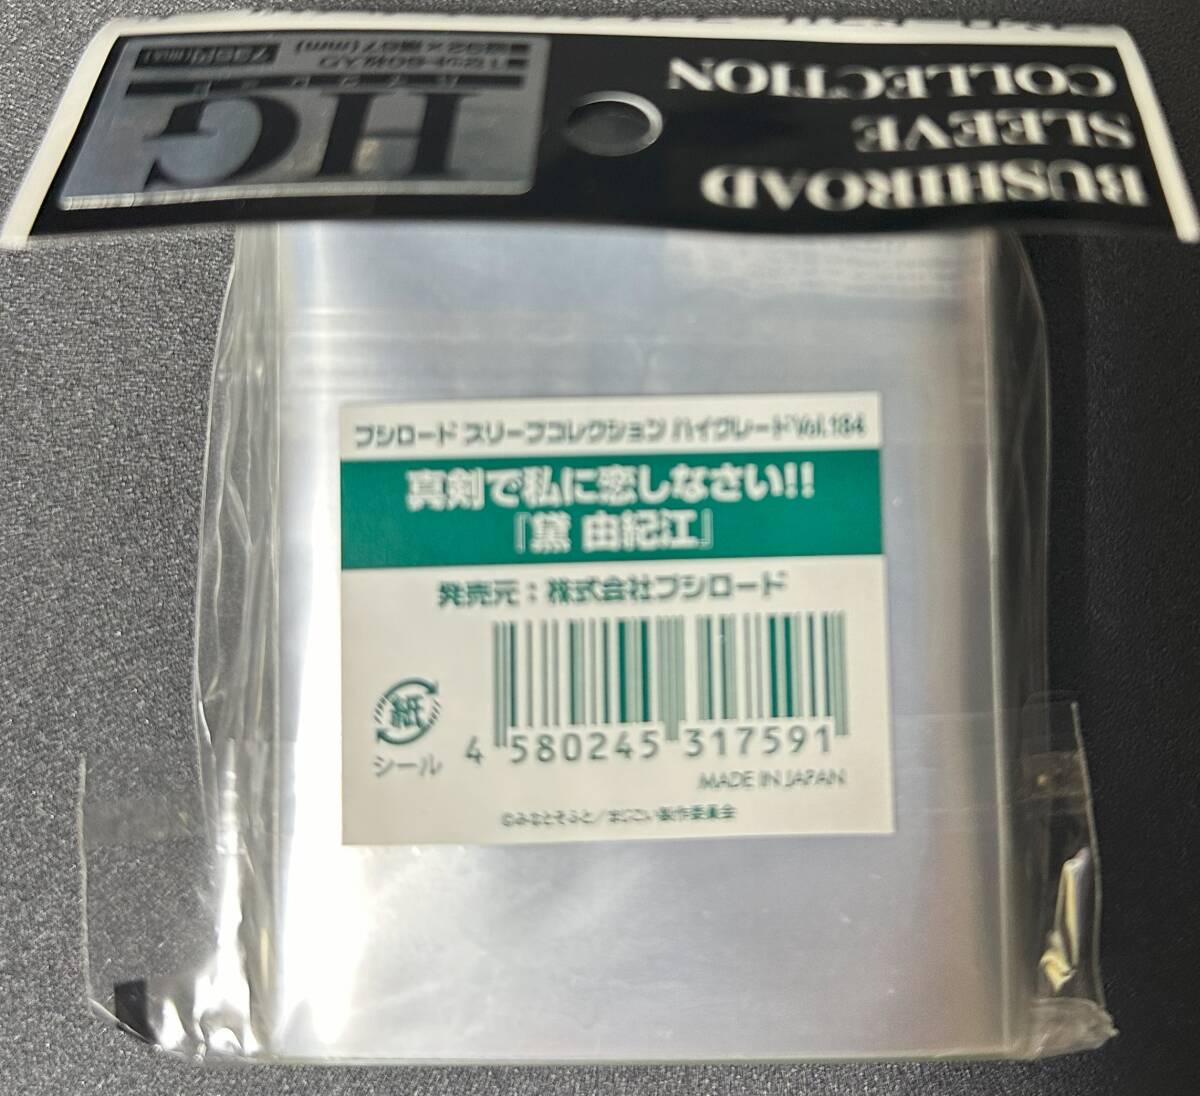 BUSHIROAD
SLEEVE
COLLECTION
HG
ブシロード スリーブコレクション ハイグレードVol.184
真剣で私に恋しなさい!!
『黛 由紀江』
発売元：株式会社ブシロード
紙
シール
4 580245 317591
MADE IN JAPAN
©みなとそふと/まじこい製作委員会